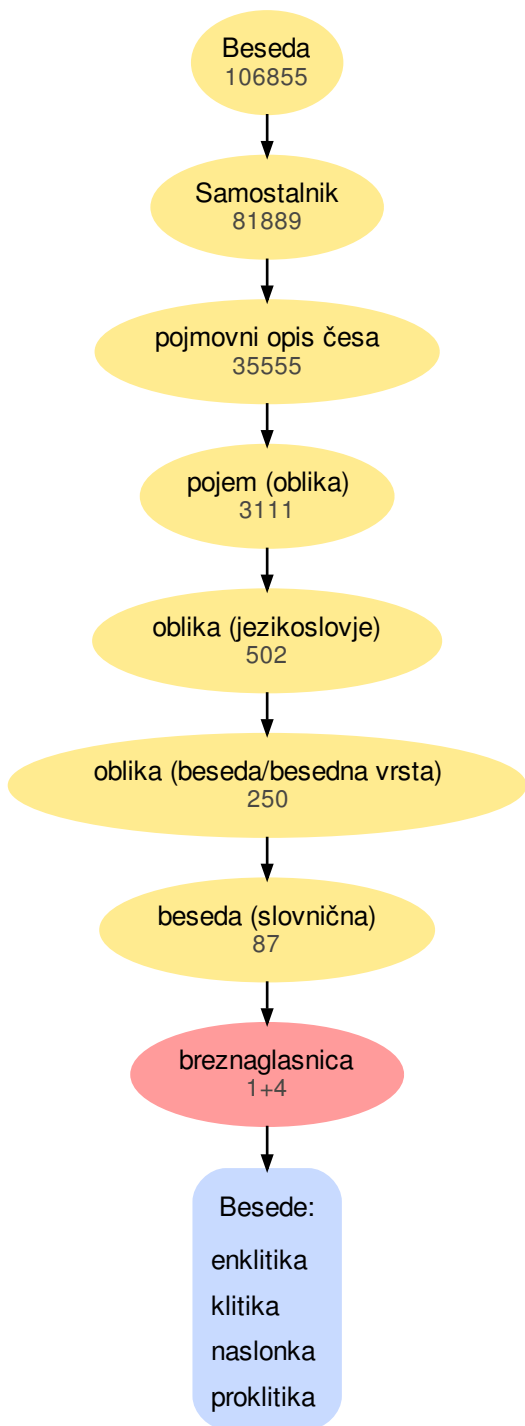 Beseda
106855
Samostalnik
81889
pojmovni opis česa
35555
pojem (oblika)
3111
oblika (jezikoslovje)
502
oblika (beseda/besedna vrsta)
250
beseda (slovnična)
87
breznaglasnica
1+4
Besede:
enklitika
klitika
naslonka
proklitika